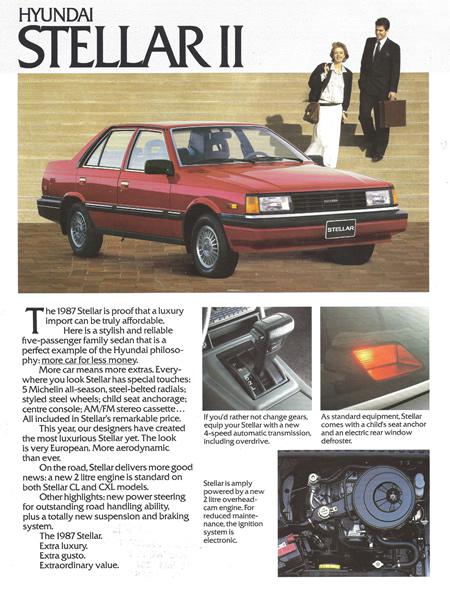 HYUNDAI
STELLAR II
STELLAR
The 1987 Stellar is proof that a luxury
import can be truly affordable.
Here is a stylish and reliable
five-passenger family sedan that is a
perfect example of the Hyundai philoso-
phy: more car for less money.
More car means more extras. Every-
where you look Stellar has special touches:
5 Michelin all-season, steel-belted radials;
styled steel wheels; child seat anchorage;
centre console; AM/FM stereo cassette...
All included in Stellar's remarkable price.
This year, our designers have created
the most luxurious Stellar yet. The look
is very European. More aerodynamic
than ever.
On the road, Stellar delivers more good
news: a new 2 litre engine is standard on
both Stellar CL and CXL models.
Other highlights: new power steering
for outstanding road handling ability,
plus a totally new suspension and braking
system.
The 1987 Stellar.
Extra luxury.
Extra gusto.
Extraordinary value.
If you'd rather not change gears,
equip your Stellar with a new
4-speed automatic transmission,
including overdrive.
As standard equipment, Stellar
comes with a child's seat anchor
and an electric rear window
defroster.
Stellar is amply
powered by a new
2 litre overhead-
cam engine. For
reduced mainte-
nance, the ignition
system is
electronic.